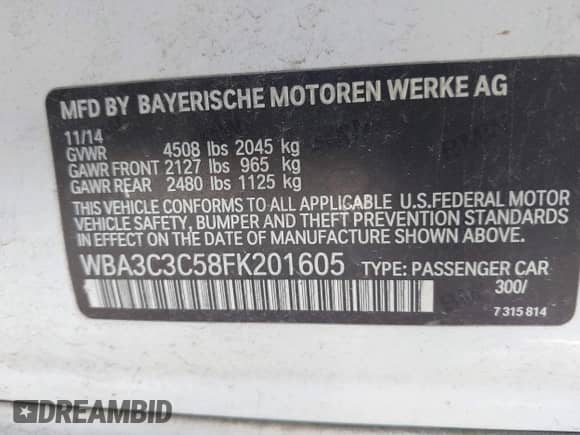 MFD BY BAYERISCHE MOTOREN WERKE AG
11/14
GVWR 4508 lbs 2045 kg
GAWR FRONT 2127 lbs 965 kg
GAWR REAR 2480 lbs 1125 kg
THIS VEHICLE CONFORMS TO ALL APPLICABLE U.S.FEDERAL MOTOR
VEHICLE SAFETY, BUMPER AND THEFT PREVENTION STANDARDS
IN EFFECT ON THE DATE OF MANUFACTURE SHOWN ABOVE.
WBA3C3C58FK201605 TYPE: PASSENGER CAR
300/
7 315 814
DREAMBID